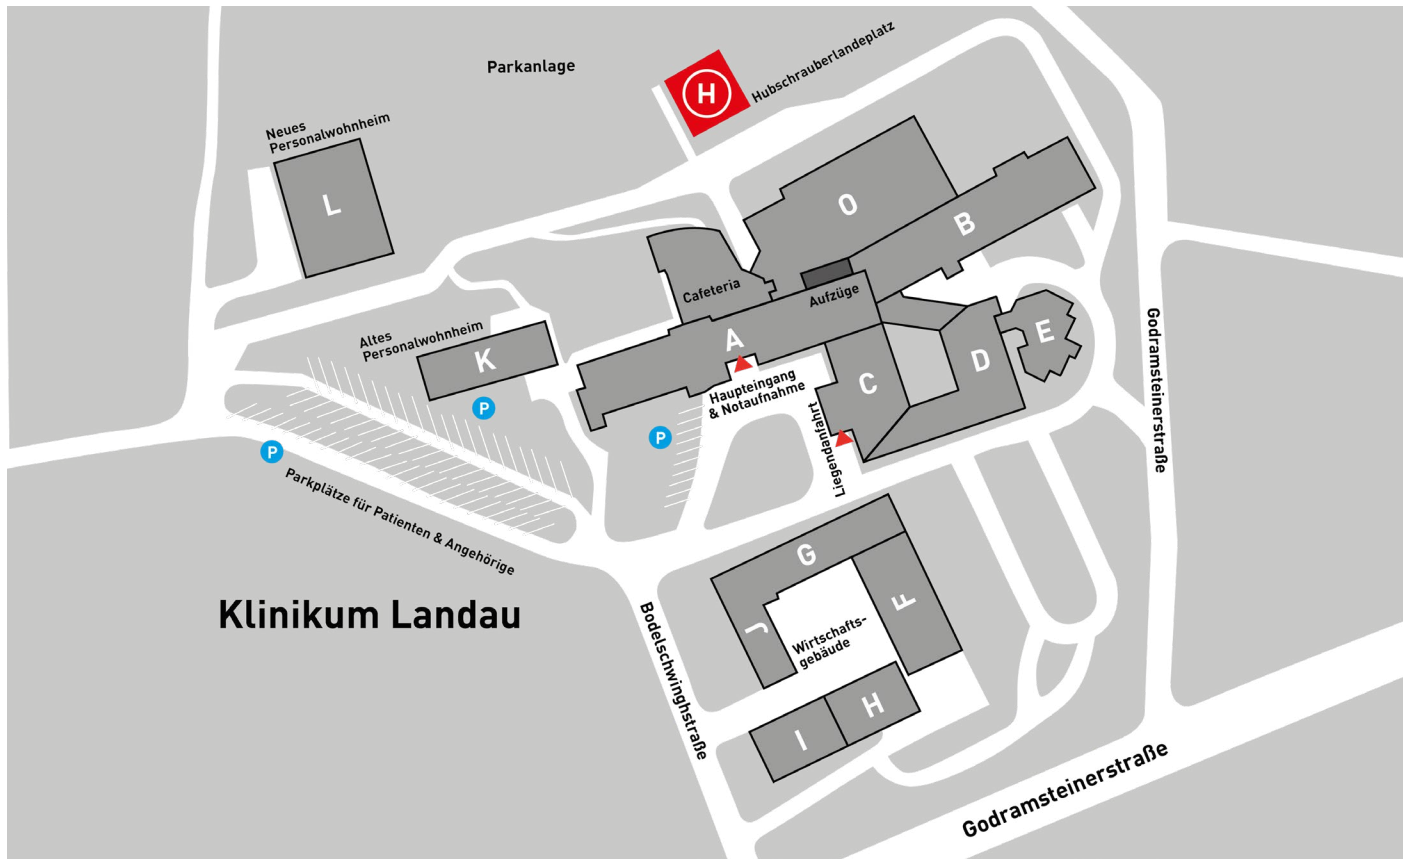 Parkanlage
H
Hubschrauberlandeplatz
Neues
Personalwohnheim
L
O
B
Cafeteria
Aufzüge
A
Altes
Personalwohnheim
K
E
D
C
Haupteingang
& Notaufnahme
Liegendanfahrt
P
P
P
Parkplätze für Patienten & Angehörige
Godramsteinerstraße
Klinikum Landau
G
F
J
Wirtschafts-
gebäude
H
I
Bodelschwinghstraße
Godramsteinerstraße